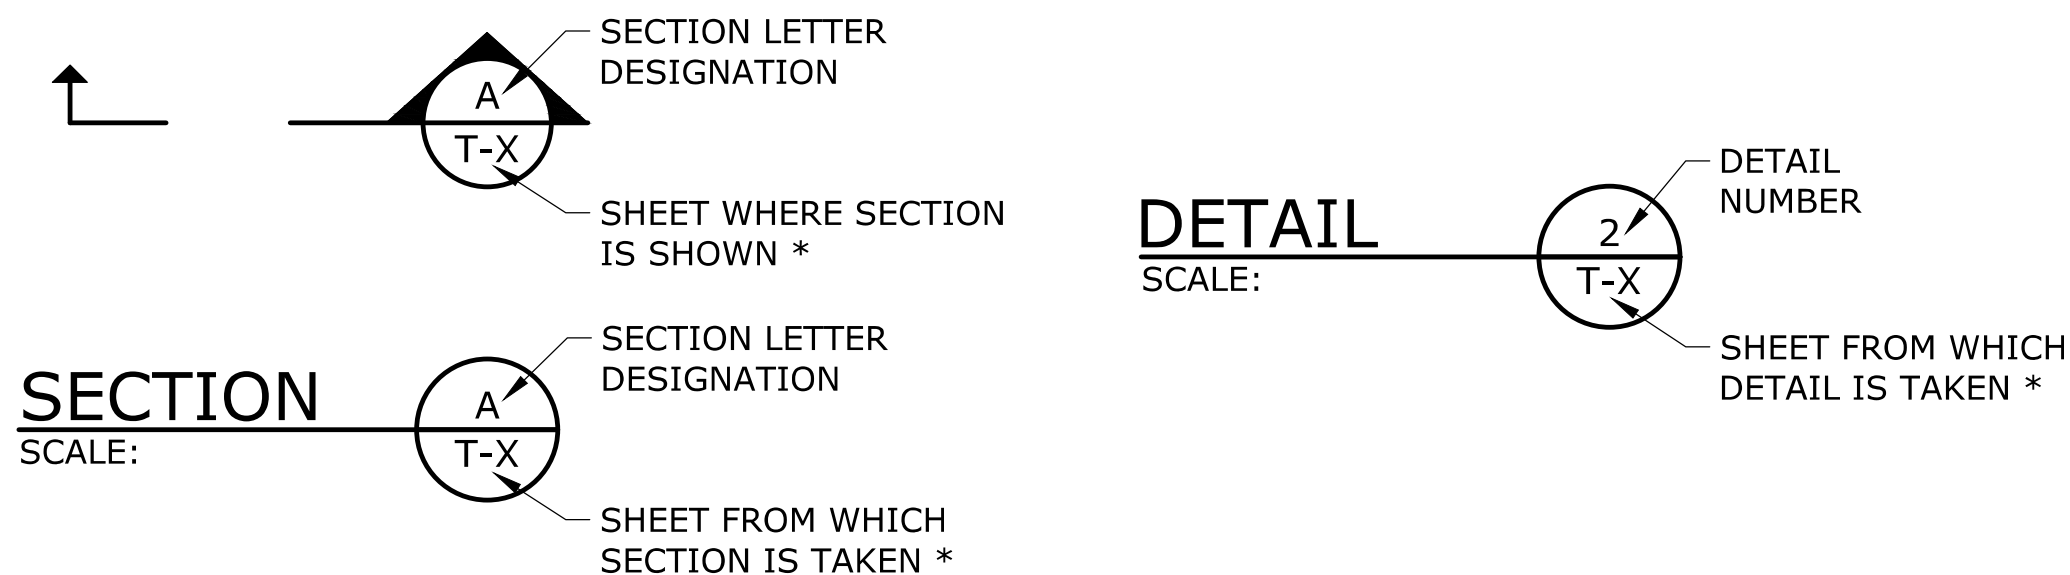 SECTION LETTER
DESIGNATION
A
T-X
SHEET WHERE SECTION
IS SHOWN *
SECTION
SCALE:
A
T-X
SECTION LETTER
DESIGNATION
SHEET FROM WHICH
SECTION IS TAKEN *
DETAIL
SCALE:
2
T-X
DETAIL
NUMBER
SHEET FROM WHICH
DETAIL IS TAKEN *